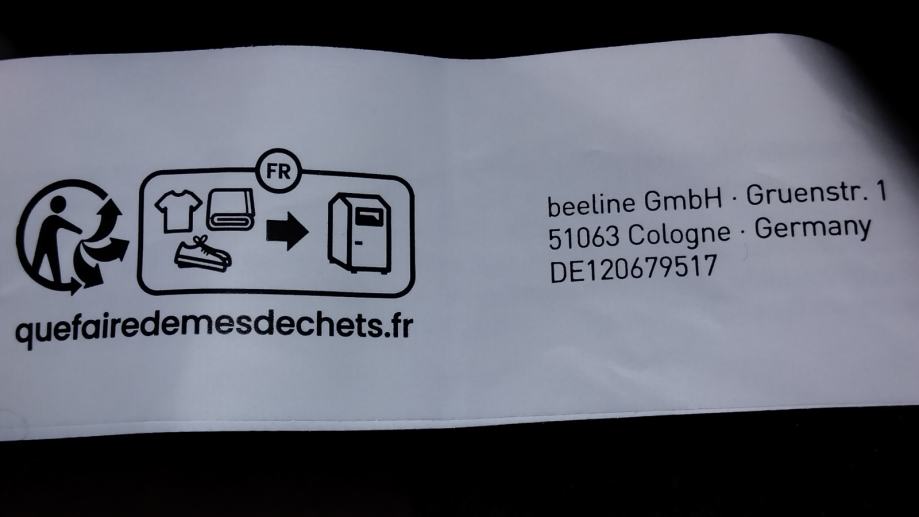 FR
quefairedemesdechets.fr
beeline GmbH · Gruenstr. 1
51063 Cologne · Germany
DE120679517